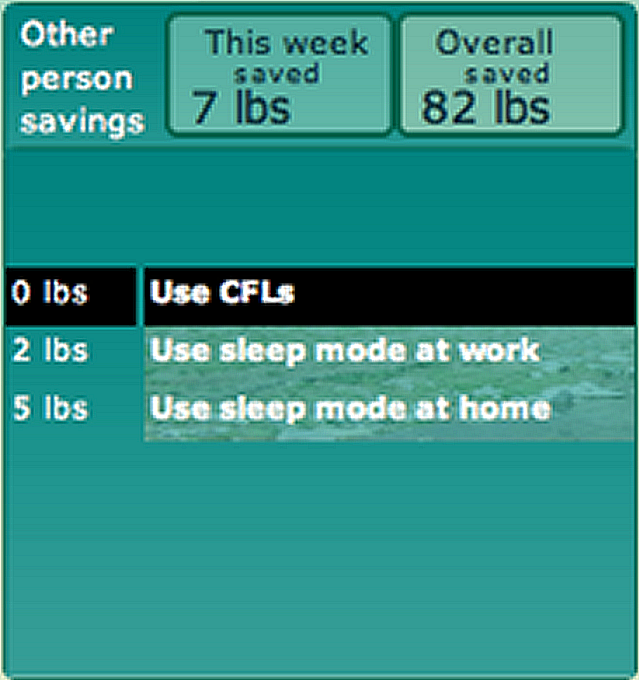 Other
person
savings
This week
saved
7 lbs
Overall
saved
82 lbs
0 lbs Use CFLs
2 lbs Use sleep mode at work
5 lbs Use sleep mode at home